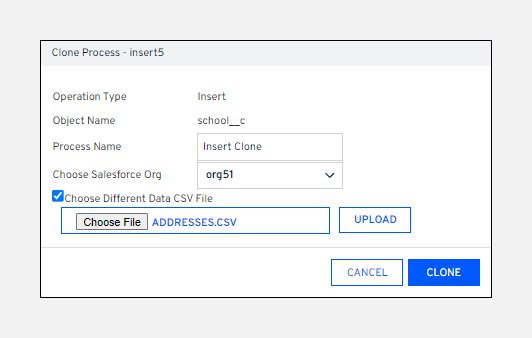 Clone Process - insert5
Operation Type Insert
Object Name school__c
Process Name Insert Clone
Choose Salesforce Org org51
Choose Different Data CSV File
Choose File ADDRESSES.CSV UPLOAD
CANCEL CLONE